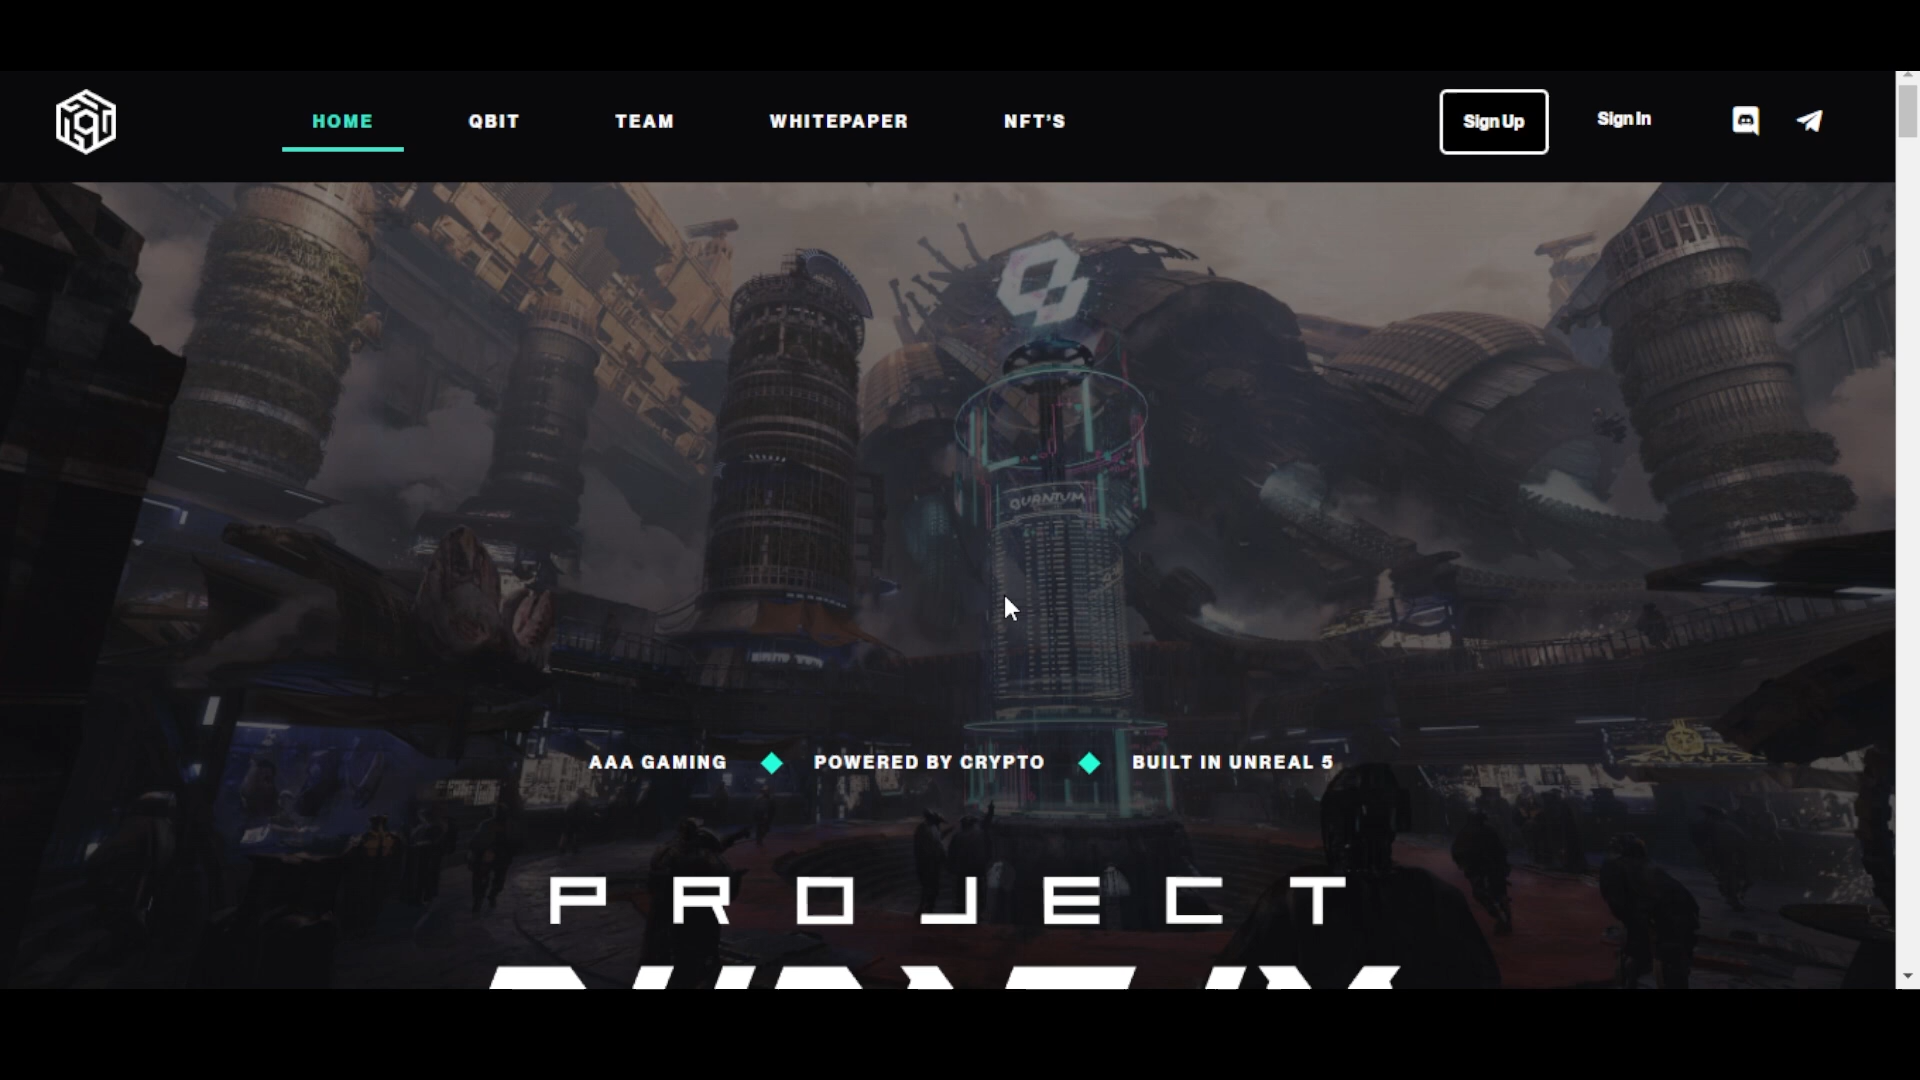 HOME QBIT TEAM WHITEPAPER NFT'S Sign Up Sign In
QUANTUM
AAA GAMING ◆ POWERED BY CRYPTO ◆ BUILT IN UNREAL 5
PROJECT